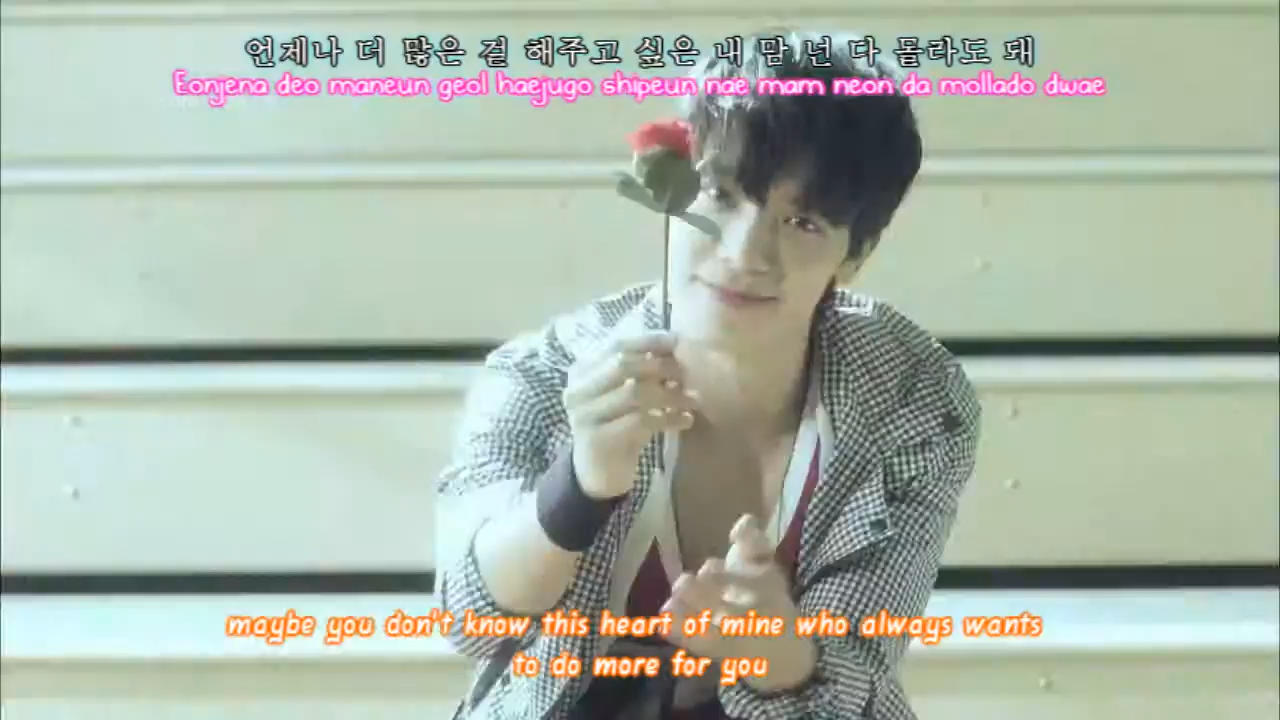 언제나 더 많은 걸 해주고 싶은 내 맘 넌 다 몰라도 돼
Eonjena deo maneun geol haejugo shipeun nae mam neon da mollado dwae
maybe you don't know this heart of mine who always wants
to do more for you